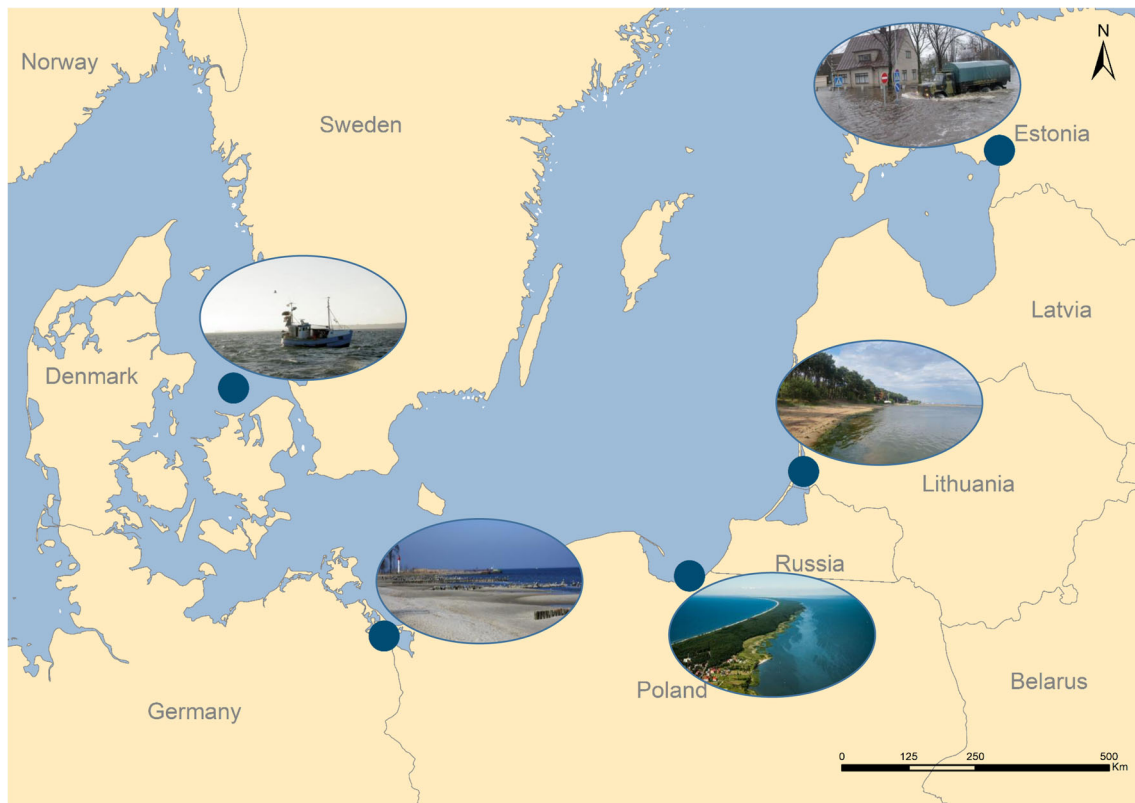 N
Norway
Sweden
Estonia
Latvia
Denmark
Lithuania
Russia
Poland
Belarus
Germany
0 125 250 500
Km